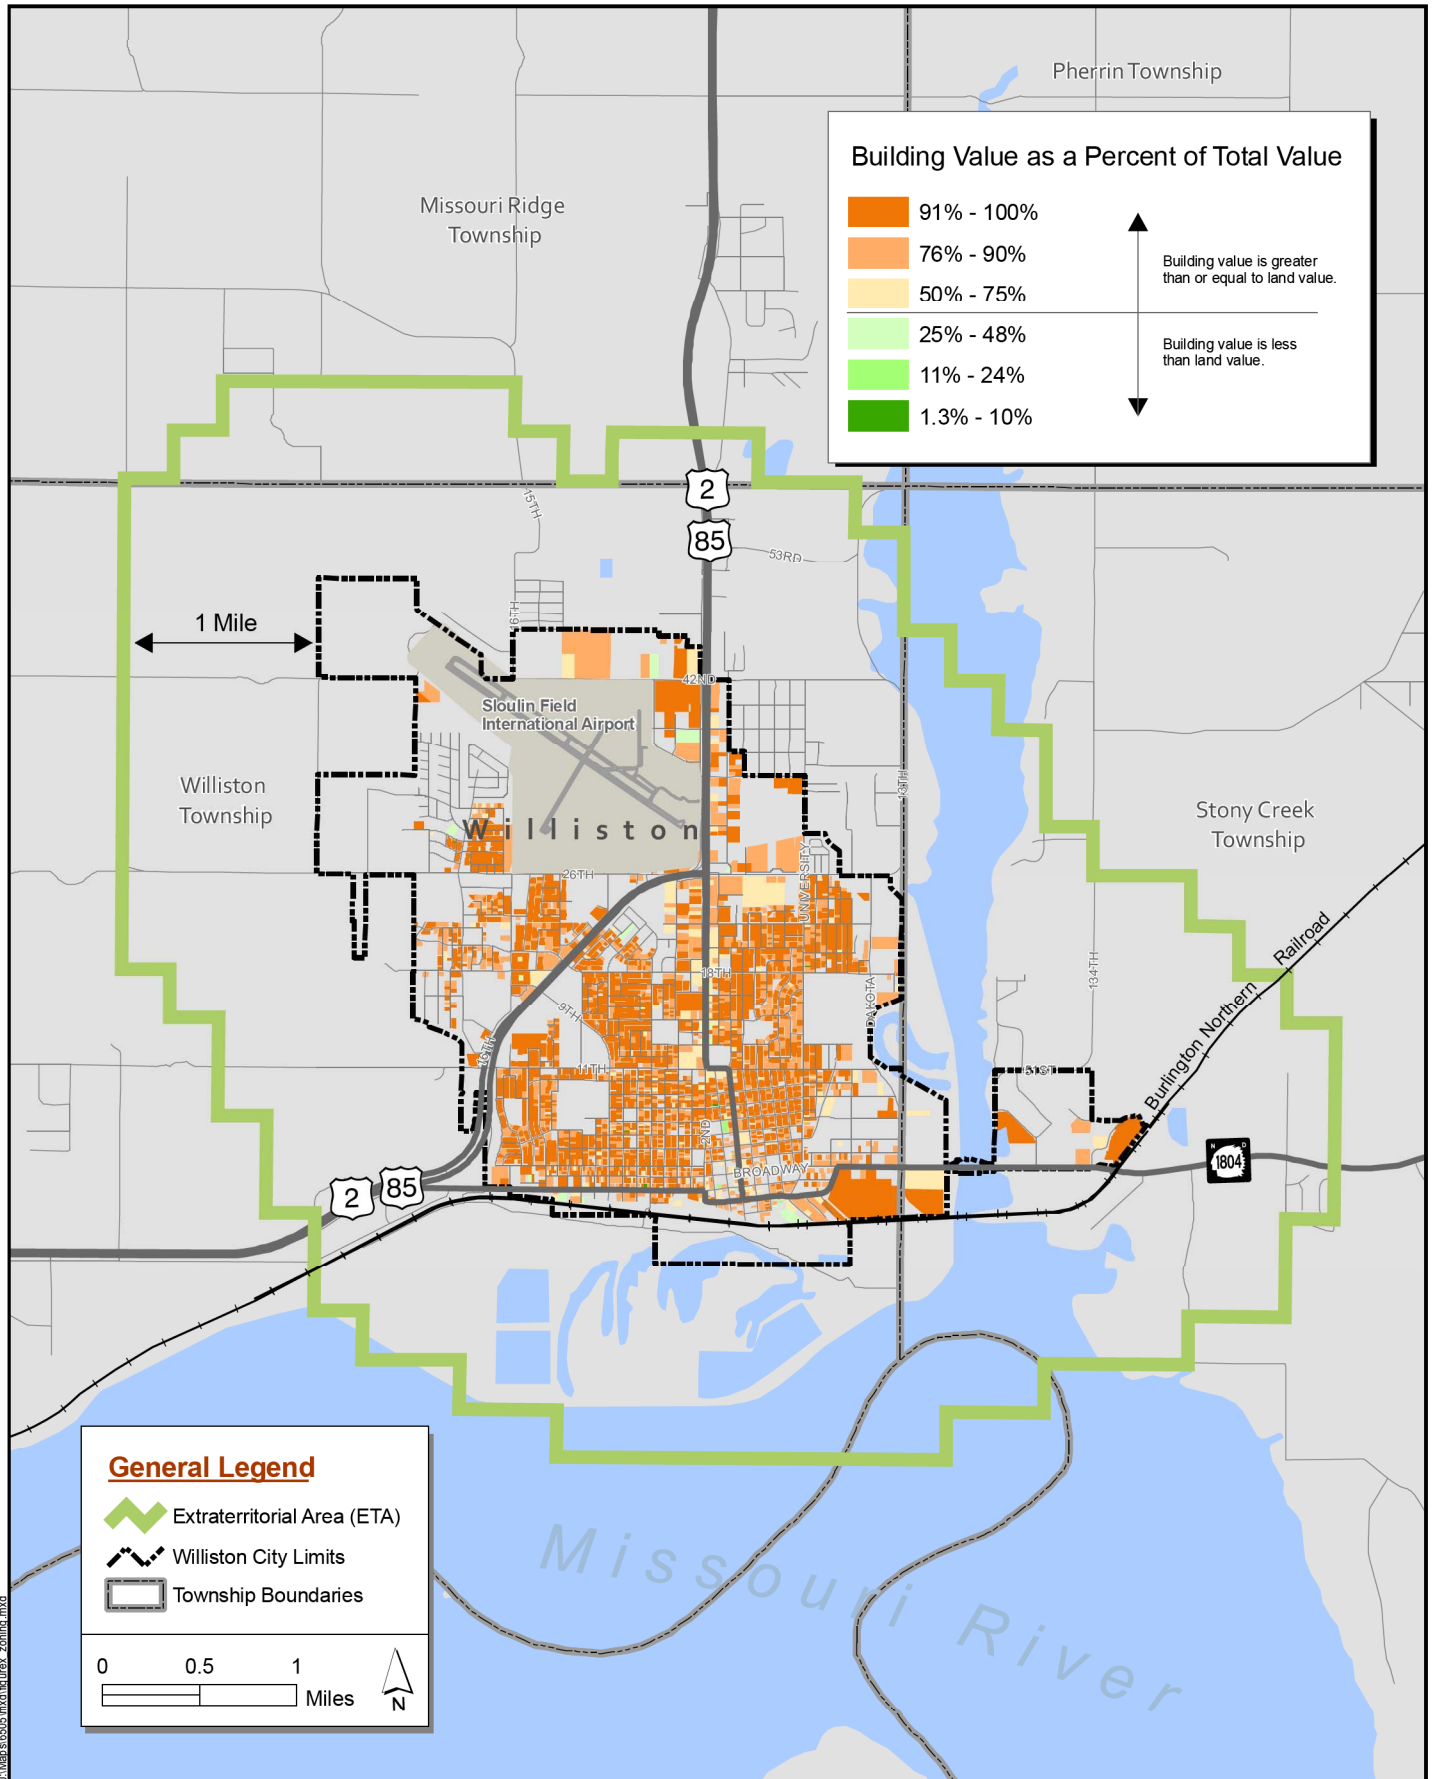 Pherrin Township
Building Value as a Percent of Total Value
91% - 100%
76% - 90%
50% - 75%
25% - 48%
11% - 24%
1.3% - 10%
Building value is greater
than or equal to land value.
Building value is less
than land value.
Missouri Ridge
Township
2
85
15TH
53RD
16TH
1 Mile
42ND
Sloulin Field
International Airport
Williston
Township
13TH
Stony Creek
Township
Williston
26TH
UNIVERSITY
18TH
DAKOTA
134TH
Burlington Northern Railroad
9TH
16TH
11TH
51ST
2ND
BROADWAY
N D
1804
2
85
Missouri River
General Legend
Extraterritorial Area (ETA)
Williston City Limits
Township Boundaries
0 0.5 1
Miles
N